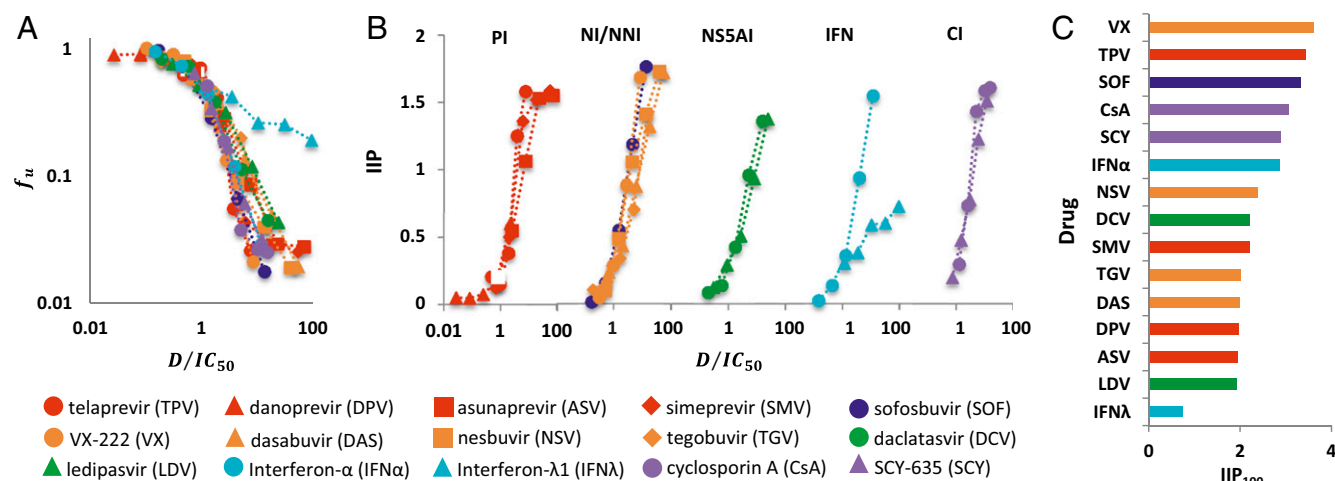 A
1
0.1
0.01
f_u
0.01
1
100
D/IC₅₀
B
PI
NI/NNI
NS5AI
IFN
CI
2
1.5
1
0.5
0
IIP
0.01
1
100
1
100
1
100
1
100
1
100
D/IC₅₀
C
VX
TPV
SOF
CsA
SCY
IFNα
NSV
DCV
SMV
TGV
DAS
DPV
ASV
LDV
IFNλ
Drug
0
2
4
IIP₁₀₀
telaprevir (TPV) danoprevir (DPV) asunaprevir (ASV) simeprevir (SMV) sofosbuvir (SOF)
VX-222 (VX) dasabuvir (DAS) nesbuvir (NSV) tegobuvir (TGV) daclatasvir (DCV)
ledipasvir (LDV) Interferon-α (IFNα) Interferon-λ1 (IFNλ) cyclosporin A (CsA) SCY-635 (SCY)